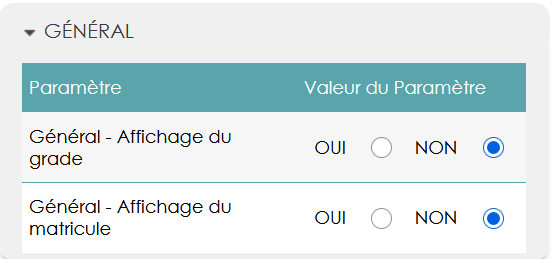 GÉNÉRAL
Paramètre Valeur du Paramètre
Général - Affichage du
grade
OUI NON
Général - Affichage du
matricule
OUI NON